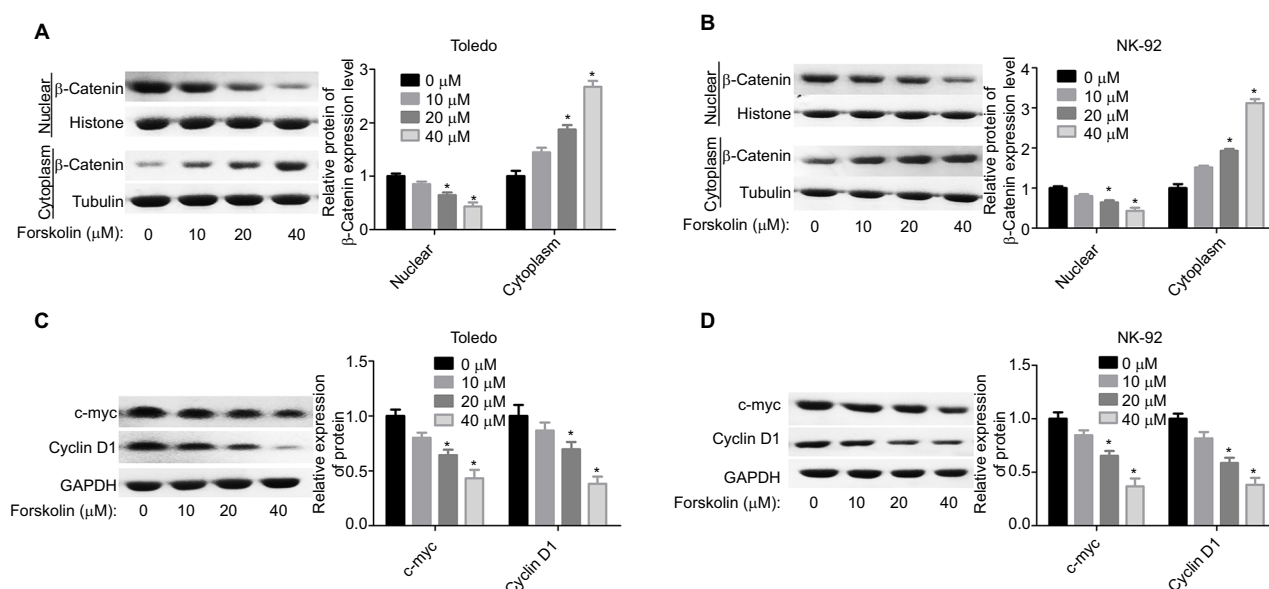 A
Toledo
Nuclear
β-Catenin
Histone
Cytoplasm
β-Catenin
Tubulin
Forskolin (μM): 0 10 20 40
Relative protein of
β-Catenin expression level
3
2
1
0
0 μM
10 μM
20 μM
40 μM
* * * *
Nuclear
Cytoplasm
B
NK-92
Nuclear
β-Catenin
Histone
Cytoplasm
β-Catenin
Tubulin
Forskolin (μM): 0 10 20 40
Relative protein of
β-Catenin expression level
4
3
2
1
0
0 μM
10 μM
20 μM
40 μM
* * * *
Nuclear
Cytoplasm
C
Toledo
c-myc
Cyclin D1
GAPDH
Forskolin (μM): 0 10 20 40
Relative expression
of protein
1.5
1.0
0.5
0.0
0 μM
10 μM
20 μM
40 μM
* * * *
c-myc
Cyclin D1
D
NK-92
c-myc
Cyclin D1
GAPDH
Forskolin (μM): 0 10 20 40
Relative expression
of protein
1.5
1.0
0.5
0.0
0 μM
10 μM
20 μM
40 μM
* * * *
c-myc
Cyclin D1